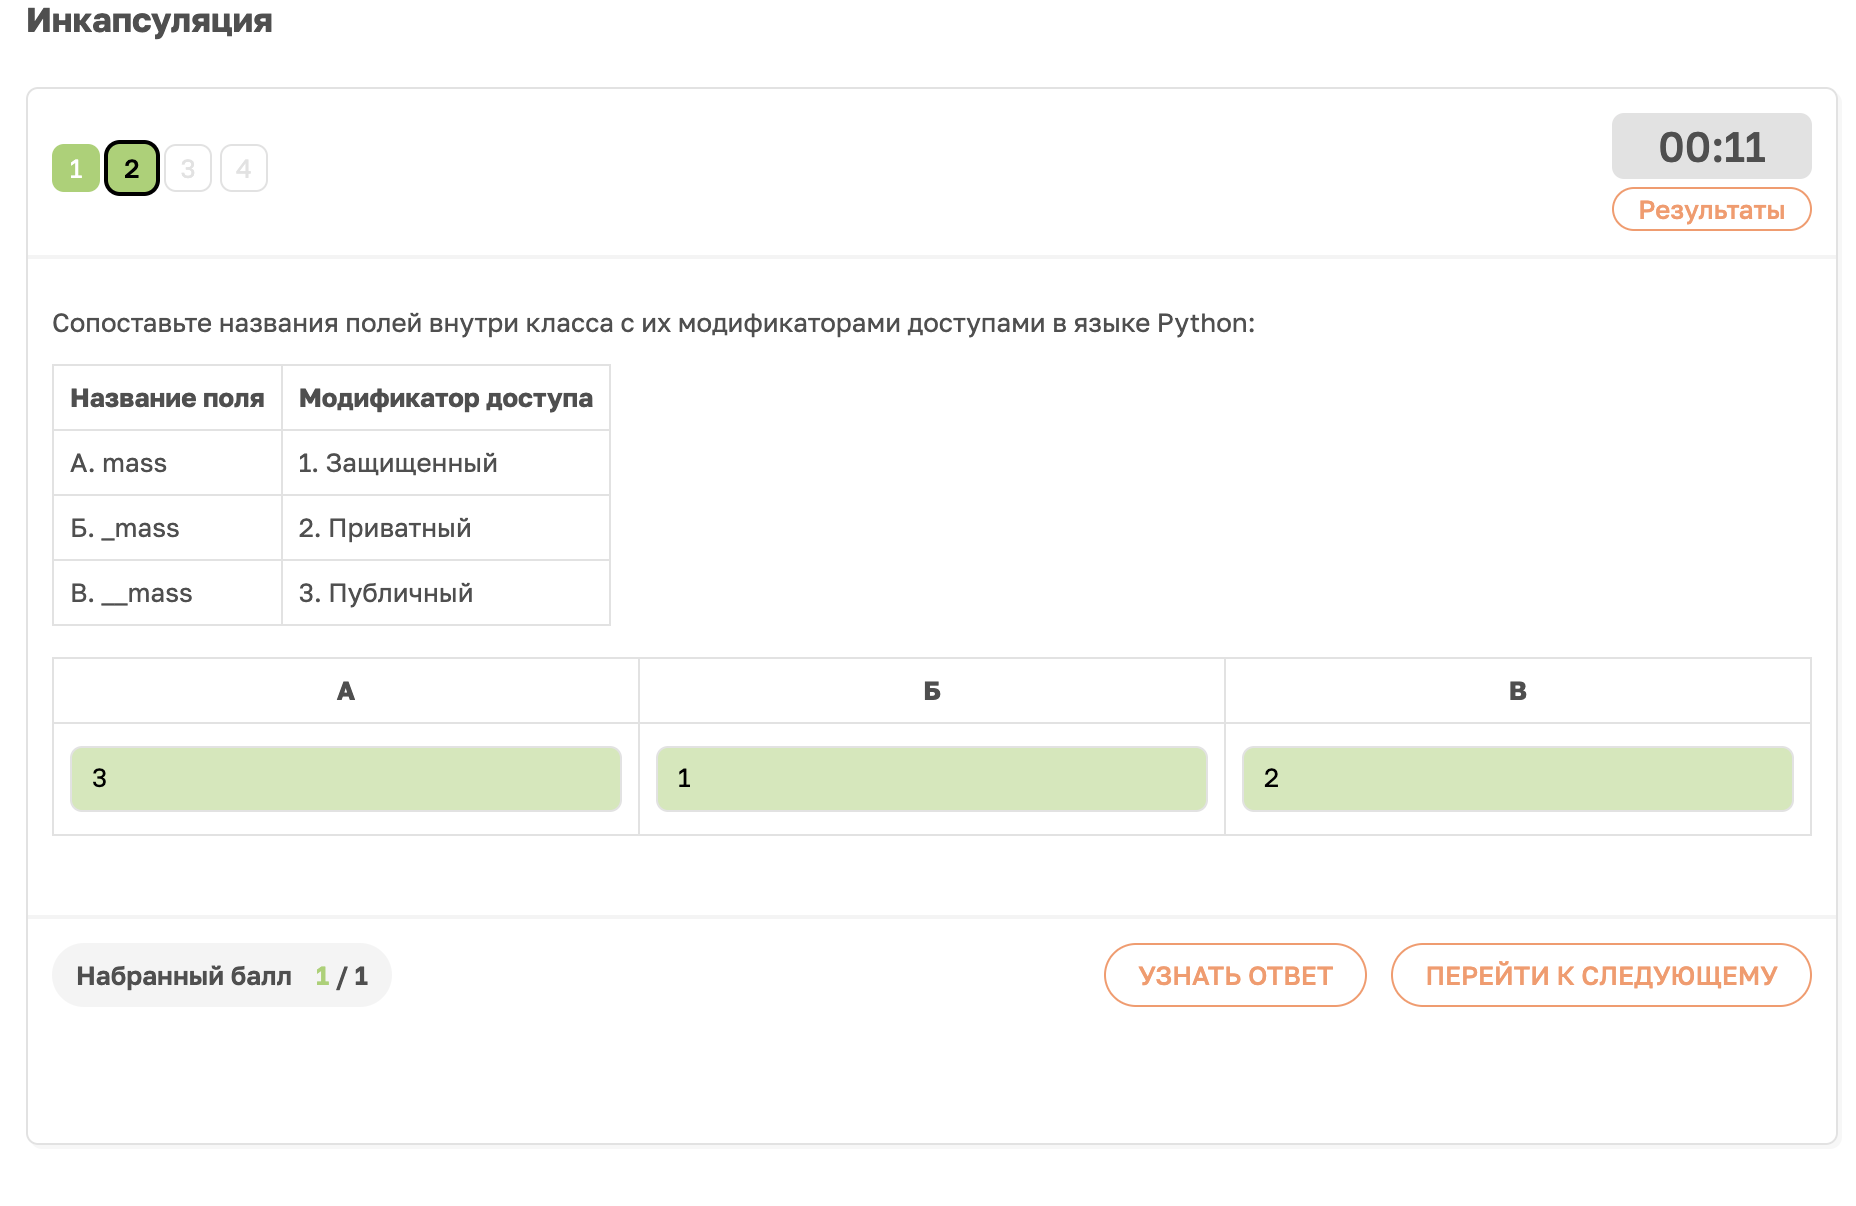 Инкапсуляция
1 2 3 4
00:11
Результаты
Сопоставьте названия полей внутри класса с их модификаторами доступами в языке Python:
Название поля Модификатор доступа
А. mass 1. Защищенный
Б. _mass 2. Приватный
В. __mass 3. Публичный
А Б В
3 1 2
Набранный балл 1 / 1 УЗНАТЬ ОТВЕТ ПЕРЕЙТИ К СЛЕДУЮЩЕМУ